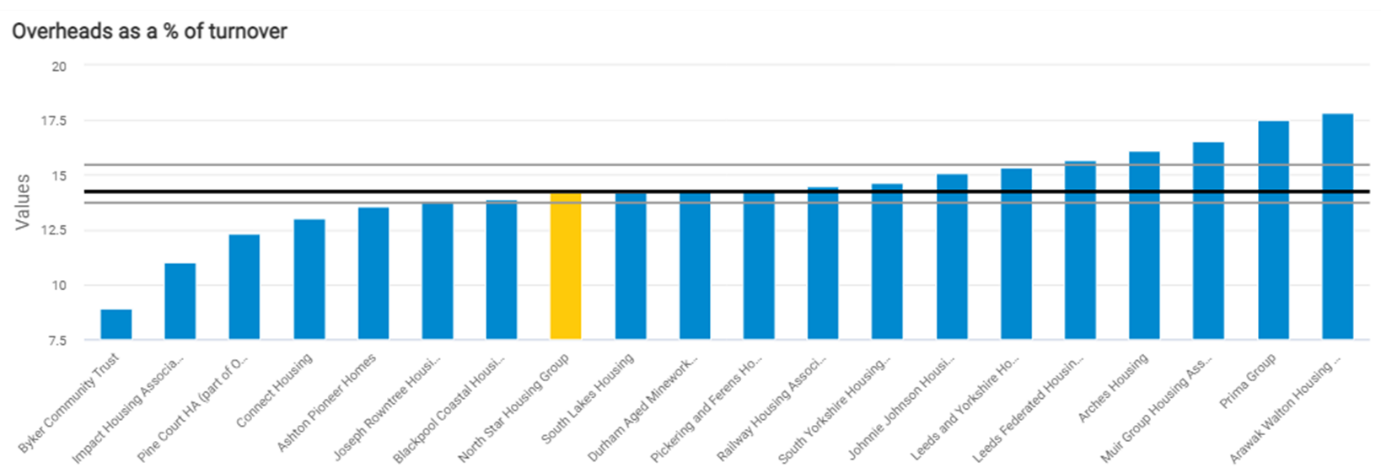 Overheads as a % of turnover
20
17.5
15
12.5
10
7.5
Values
Byker Community Trust
Impact Housing Associa...
Pine Court HA (part of O...
Connect Housing
Ashton Pioneer Homes
Joseph Rowntree Housi...
Blackpool Coastal Housi...
North Star Housing Group
South Lakes Housing
Durham Aged Minework...
Pickering and Ferens Ho...
Railway Housing Associ...
South Yorkshire Housing...
Johnnie Johnson Housi...
Leeds and Yorkshire Ho...
Leeds Federated Housin...
Arches Housing
Muir Group Housing Ass...
Prima Group
Arawak Walton Housing ...